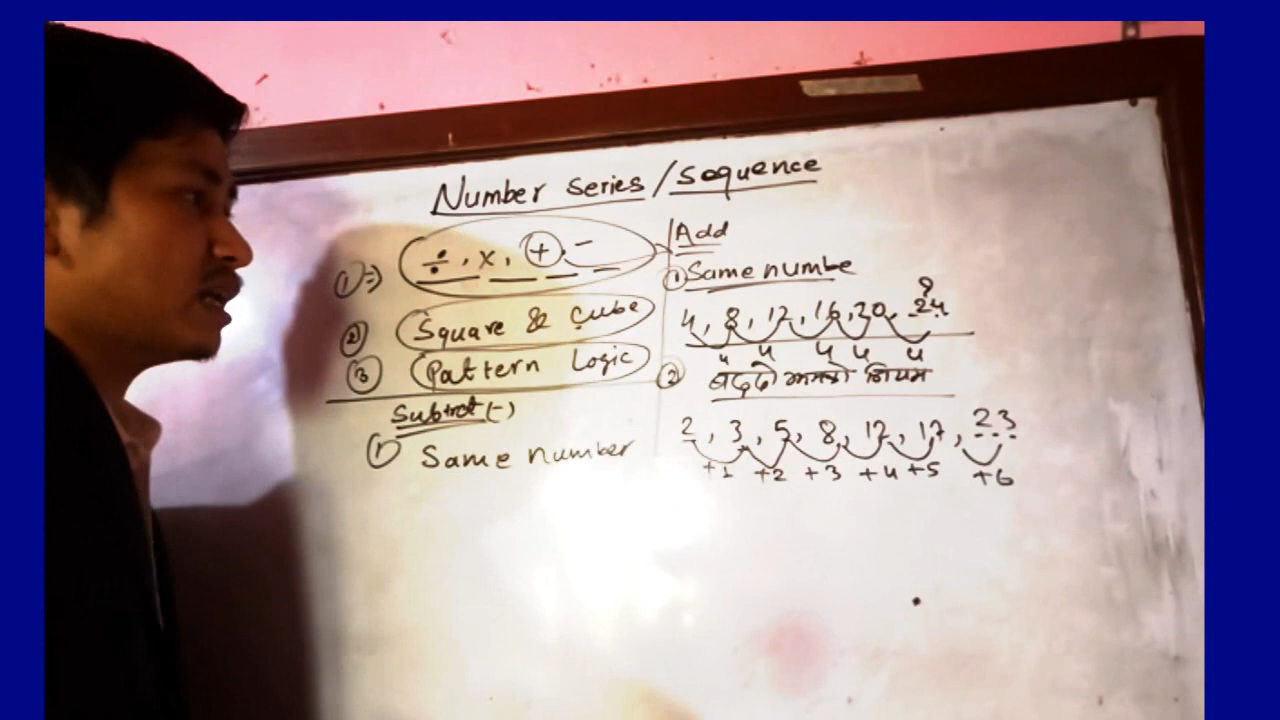 Number series/sequence
①⇒ ÷, x, +, -
② Square & cube
③ Pattern Logic
Subtrct (-)
① Same number
Add
① Same numbe
?
4, 8, 12, 16, 20, 24
4 4 4 4 4
② बढ्दो नियम
2, 3, 5, 8, 12, 17, 23
+1 +2 +3 +4 +5 +6